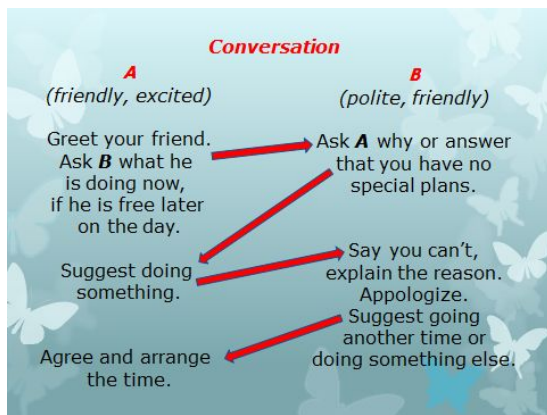 Conversation
A
(friendly, excited)
B
(polite, friendly)
Greet your friend.
Ask B what he
is doing now,
if he is free later
on the day.
Ask A why or answer
that you have no
special plans.
Suggest doing
something.
Say you can't,
explain the reason.
Appologize.
Suggest going
another time or
doing something else.
Agree and arrange
the time.